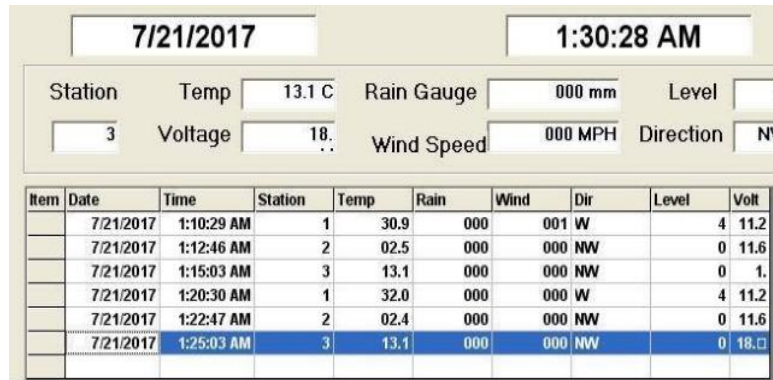 7/21/2017 1:30:28 AM
Station Temp 13.1 C Rain Gauge 000 mm Level
3 Voltage 18. Wind Speed 000 MPH Direction
Item Date Time Station Temp Rain Wind Dir Level Volt
7/21/2017 1:10:29 AM 1 30.9 000 001 W 4 11.2
7/21/2017 1:12:46 AM 2 02.5 000 000 NW 0 11.6
7/21/2017 1:15:03 AM 3 13.1 000 000 NW 0 1.
7/21/2017 1:20:30 AM 1 32.0 000 000 W 4 11.2
7/21/2017 1:22:47 AM 2 02.4 000 000 NW 0 11.6
7/21/2017 1:25:03 AM 3 13.1 000 000 NW 0 18.□